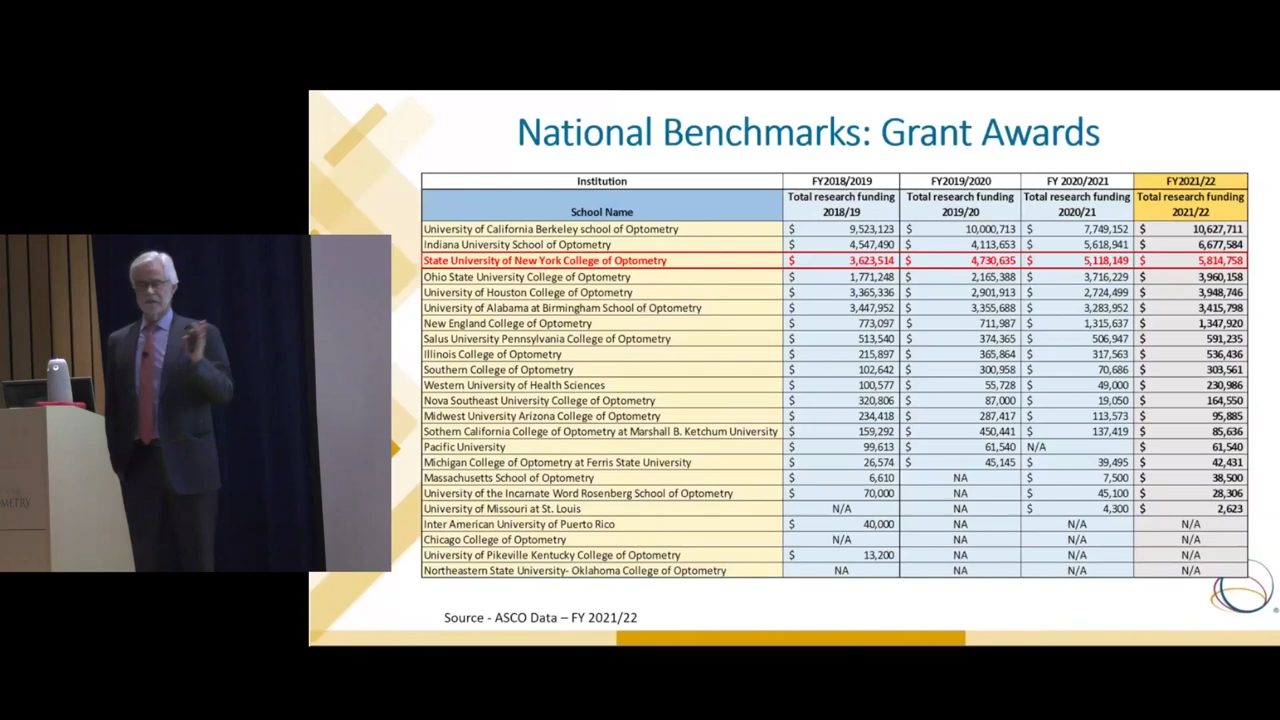 National Benchmarks: Grant Awards
Institution FY2018/2019 FY2019/2020 FY 2020/2021 FY2021/22
School Name Total research funding 2018/19 Total research funding 2019/20 Total research funding 2020/21 Total research funding 2021/22
University of California Berkeley school of Optometry $ 9,523,123 $ 10,000,713 $ 7,749,152 $ 10,627,711
Indiana University School of Optometry $ 4,547,490 $ 4,113,653 $ 5,618,941 $ 6,677,584
State University of New York College of Optometry $ 3,623,514 $ 4,730,635 $ 5,118,149 $ 5,814,758
Ohio State University College of Optometry $ 1,771,248 $ 2,165,388 $ 3,716,229 $ 3,960,158
University of Houston College of Optometry $ 3,365,336 $ 2,901,913 $ 2,724,499 $ 3,948,746
University of Alabama at Birmingham School of Optometry $ 3,447,952 $ 3,355,688 $ 3,283,952 $ 3,415,798
New England College of Optometry $ 773,097 $ 711,987 $ 1,315,637 $ 1,347,920
Salus University Pennsylvania College of Optometry $ 513,540 $ 374,365 $ 506,947 $ 591,235
Illinois College of Optometry $ 215,897 $ 365,864 $ 317,563 $ 536,436
Southern College of Optometry $ 102,642 $ 300,958 $ 70,686 $ 303,561
Western University of Health Sciences $ 100,577 $ 55,728 $ 49,000 $ 230,986
Nova Southeast University College of Optometry $ 320,806 $ 87,000 $ 19,050 $ 164,550
Midwest University Arizona College of Optometry $ 234,418 $ 287,417 $ 113,573 $ 95,885
Sothern California College of Optometry at Marshall B. Ketchum University $ 159,292 $ 450,441 $ 137,419 $ 85,636
Pacific University $ 99,613 $ 61,540 N/A $ 61,540
Michigan College of Optometry at Ferris State University $ 26,574 $ 45,145 $ 39,495 $ 42,431
Massachusetts School of Optometry $ 6,610 NA $ 7,500 $ 38,500
University of the Incarnate Word Rosenberg School of Optometry $ 70,000 NA $ 45,100 $ 28,306
University of Missouri at St. Louis N/A NA $ 4,300 $ 2,623
Inter American University of Puerto Rico $ 40,000 NA N/A N/A
Chicago College of Optometry N/A NA N/A N/A
University of Pikeville Kentucky College of Optometry $ 13,200 NA N/A N/A
Northeastern State University- Oklahoma College of Optometry NA NA N/A N/A
Source - ASCO Data – FY 2021/22
®
OMETRY